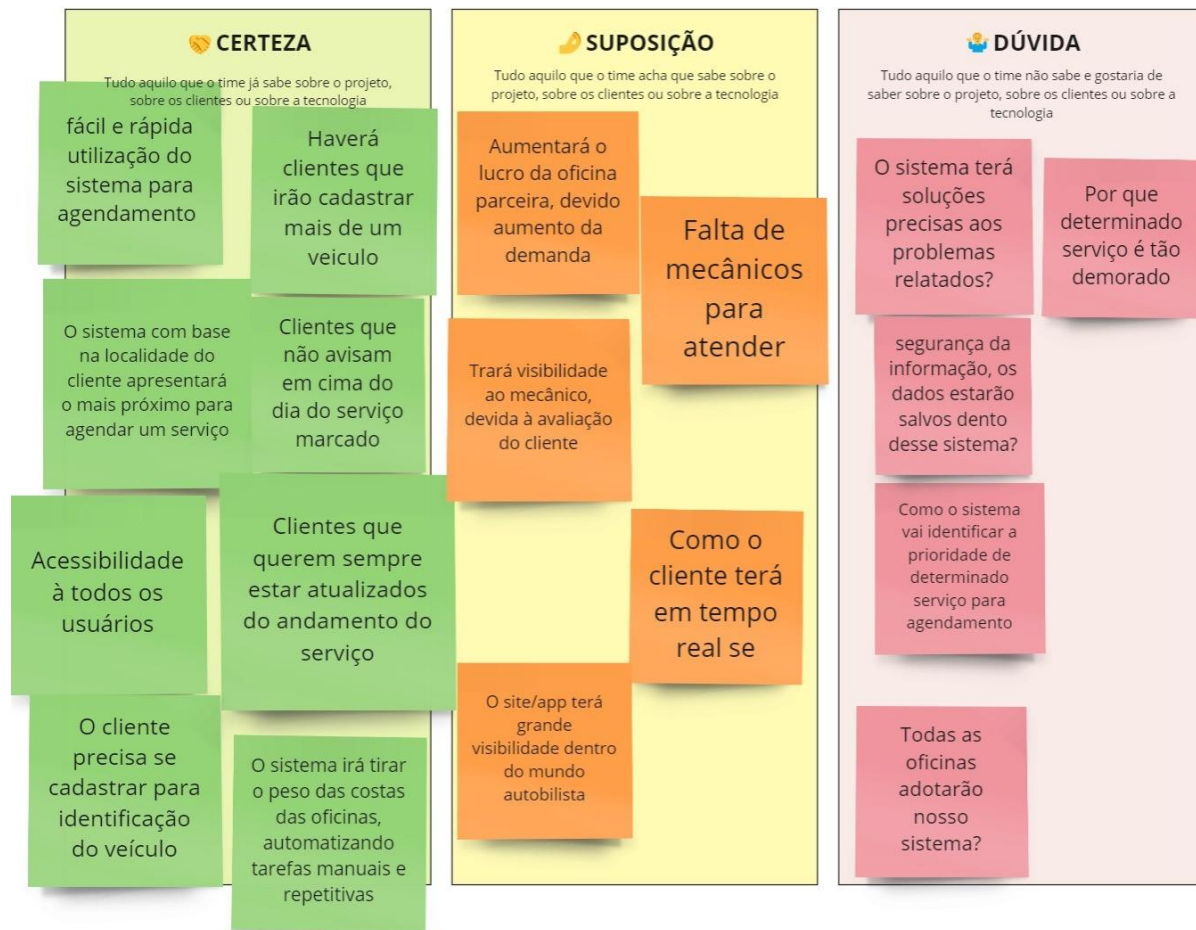 🤝 CERTEZA
Tudo aquilo que o time já sabe sobre o projeto,
sobre os clientes ou sobre a tecnologia
fácil e rápida
utilização do
sistema para
agendamento
Haverá
clientes que
irão cadastrar
mais de um
veiculo
O sistema com base
na localidade do
cliente apresentará
o mais próximo para
agendar um serviço
Clientes que
não avisam
em cima do
dia do serviço
marcado
Acessibilidade
à todos os
usuários
Clientes que
querem sempre
estar atualizados
do andamento do
serviço
O cliente
precisa se
cadastrar para
identificação
do veículo
O sistema irá tirar
o peso das costas
das oficinas,
automatizando
tarefas manuais e
repetitivas
🤌 SUPOSIÇÃO
Tudo aquilo que o time acha que sabe sobre o
projeto, sobre os clientes ou sobre a tecnologia
Aumentará o
lucro da oficina
parceira, devido
aumento da
demanda
Falta de
mecânicos
para
atender
Trará visibilidade
ao mecânico,
devida à avaliação
do cliente
Como o
cliente terá
em tempo
real se
O site/app terá
grande
visibilidade dentro
do mundo
autobilista
🤷 DÚVIDA
Tudo aquilo que o time não sabe e gostaria de
saber sobre o projeto, sobre os clientes ou sobre a
tecnologia
O sistema terá
soluções
precisas aos
problemas
relatados?
Por que
determinado
serviço é tão
demorado
segurança da
informação, os
dados estarão
salvos dento
desse sistema?
Como o sistema
vai identificar a
prioridade de
determinado
serviço para
agendamento
Todas as
oficinas
adotarão
nosso
sistema?